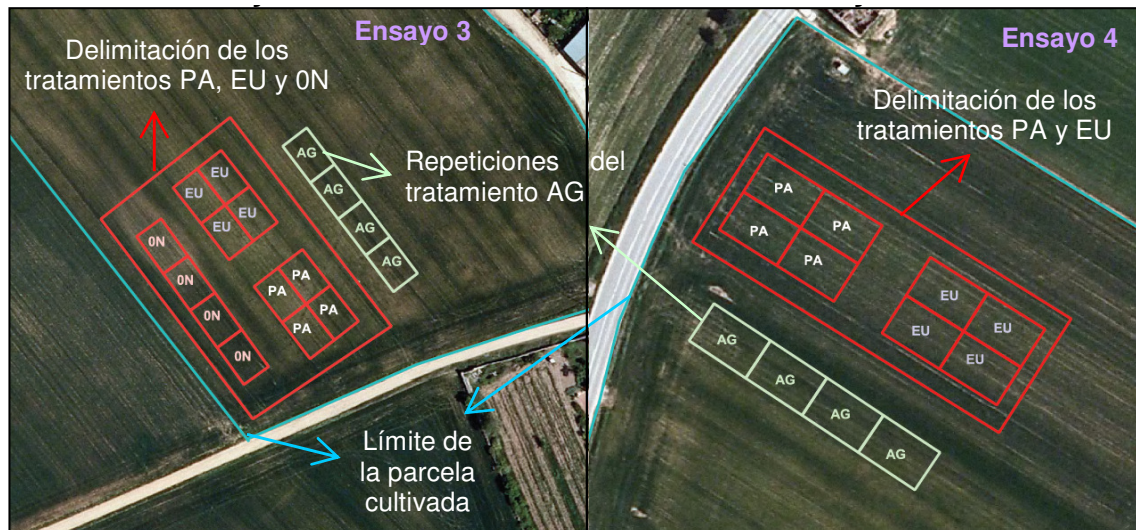 Ensayo 3
Delimitación de los
tratamientos PA, EU y 0N
AG
AG
AG
AG
Repeticiones del
tratamiento AG
EU
EU
EU
EU
0N
0N
0N
0N
PA
PA
PA
PA
Límite de
la parcela
cultivada
Ensayo 4
Delimitación de los
tratamientos PA y EU
PA
PA
PA
PA
EU
EU
EU
EU
AG
AG
AG
AG